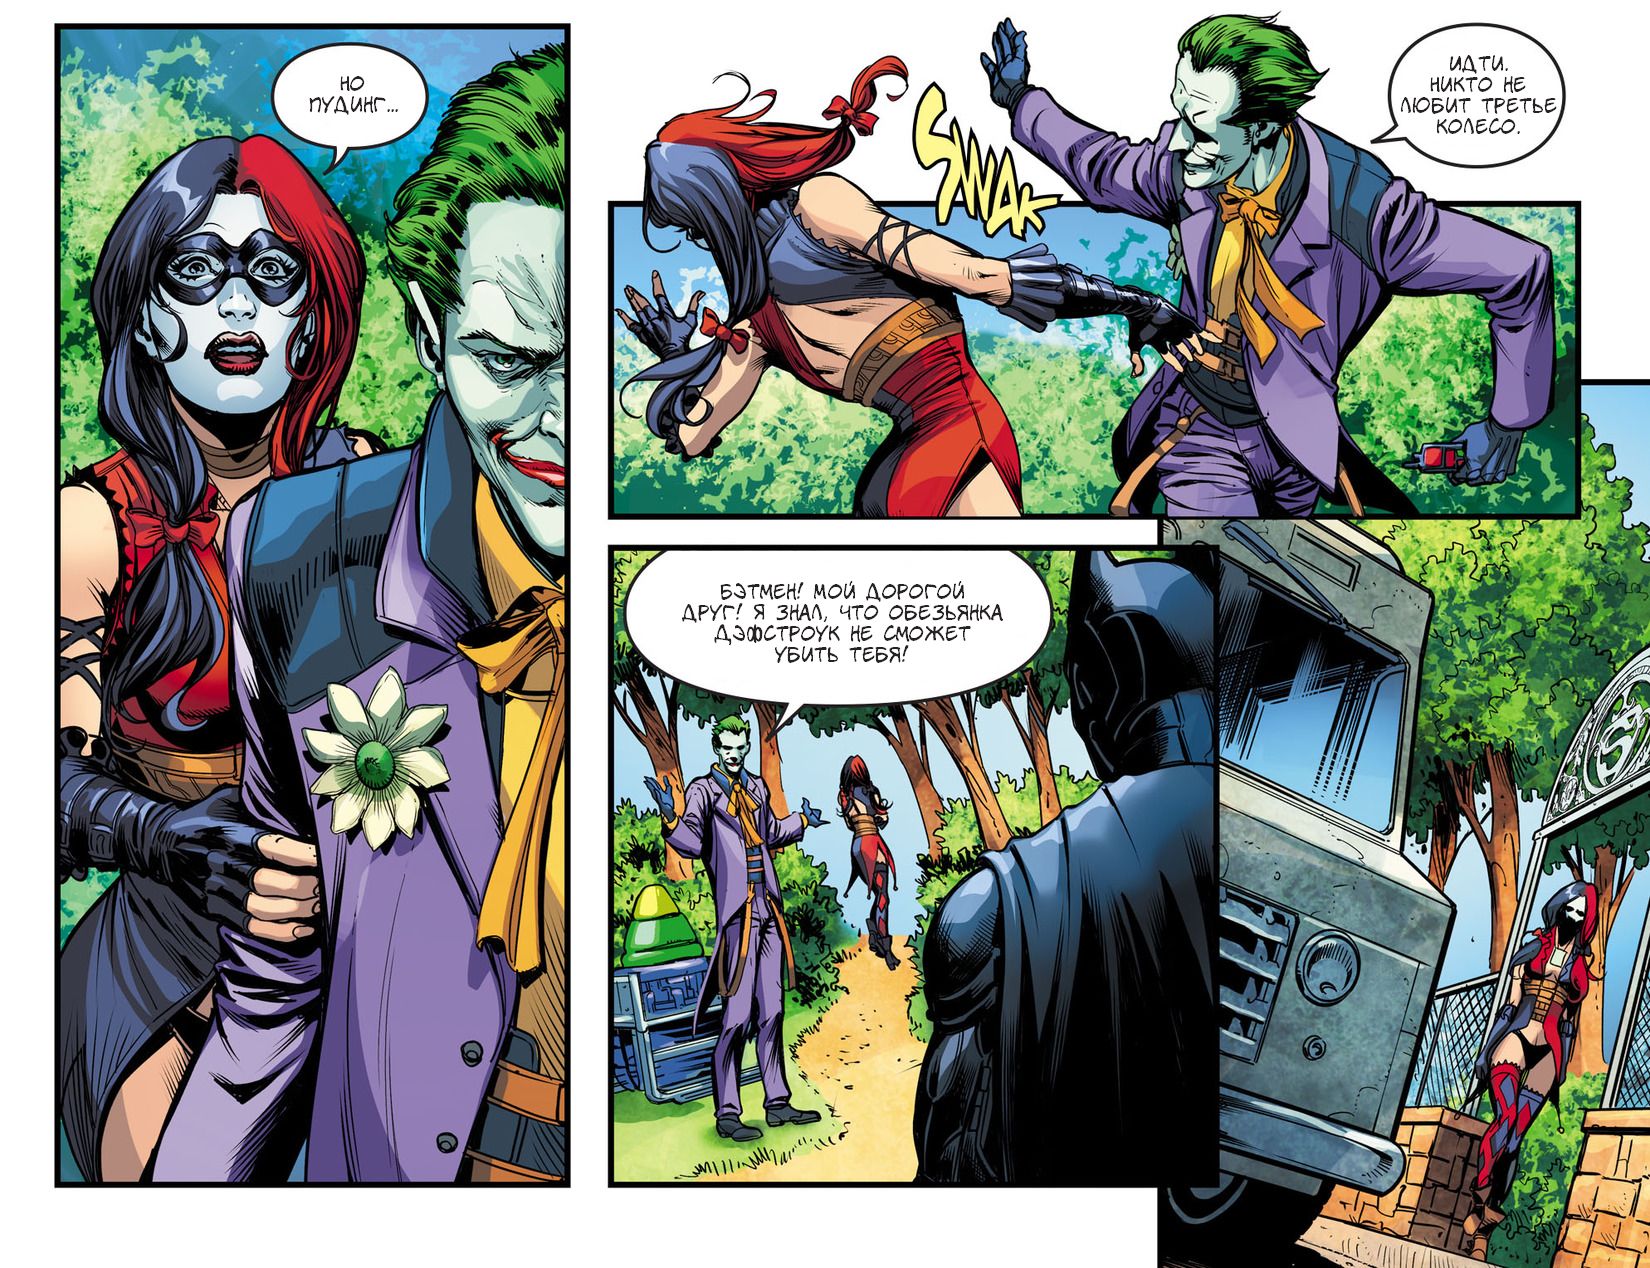 НО
ПУДИНГ...
SWAK
ИДТИ.
НИКТО НЕ
ЛЮБИТ ТРЕТЬЕ
КОЛЕСО.
БЭТМЕН! МОЙ ДОРОГОЙ
ДРУГ! Я ЗНАЛ, ЧТО ОБЕЗЬЯНКА
ДЭФСТРОУК НЕ СМОЖЕТ
УБИТЬ ТЕБЯ!
S